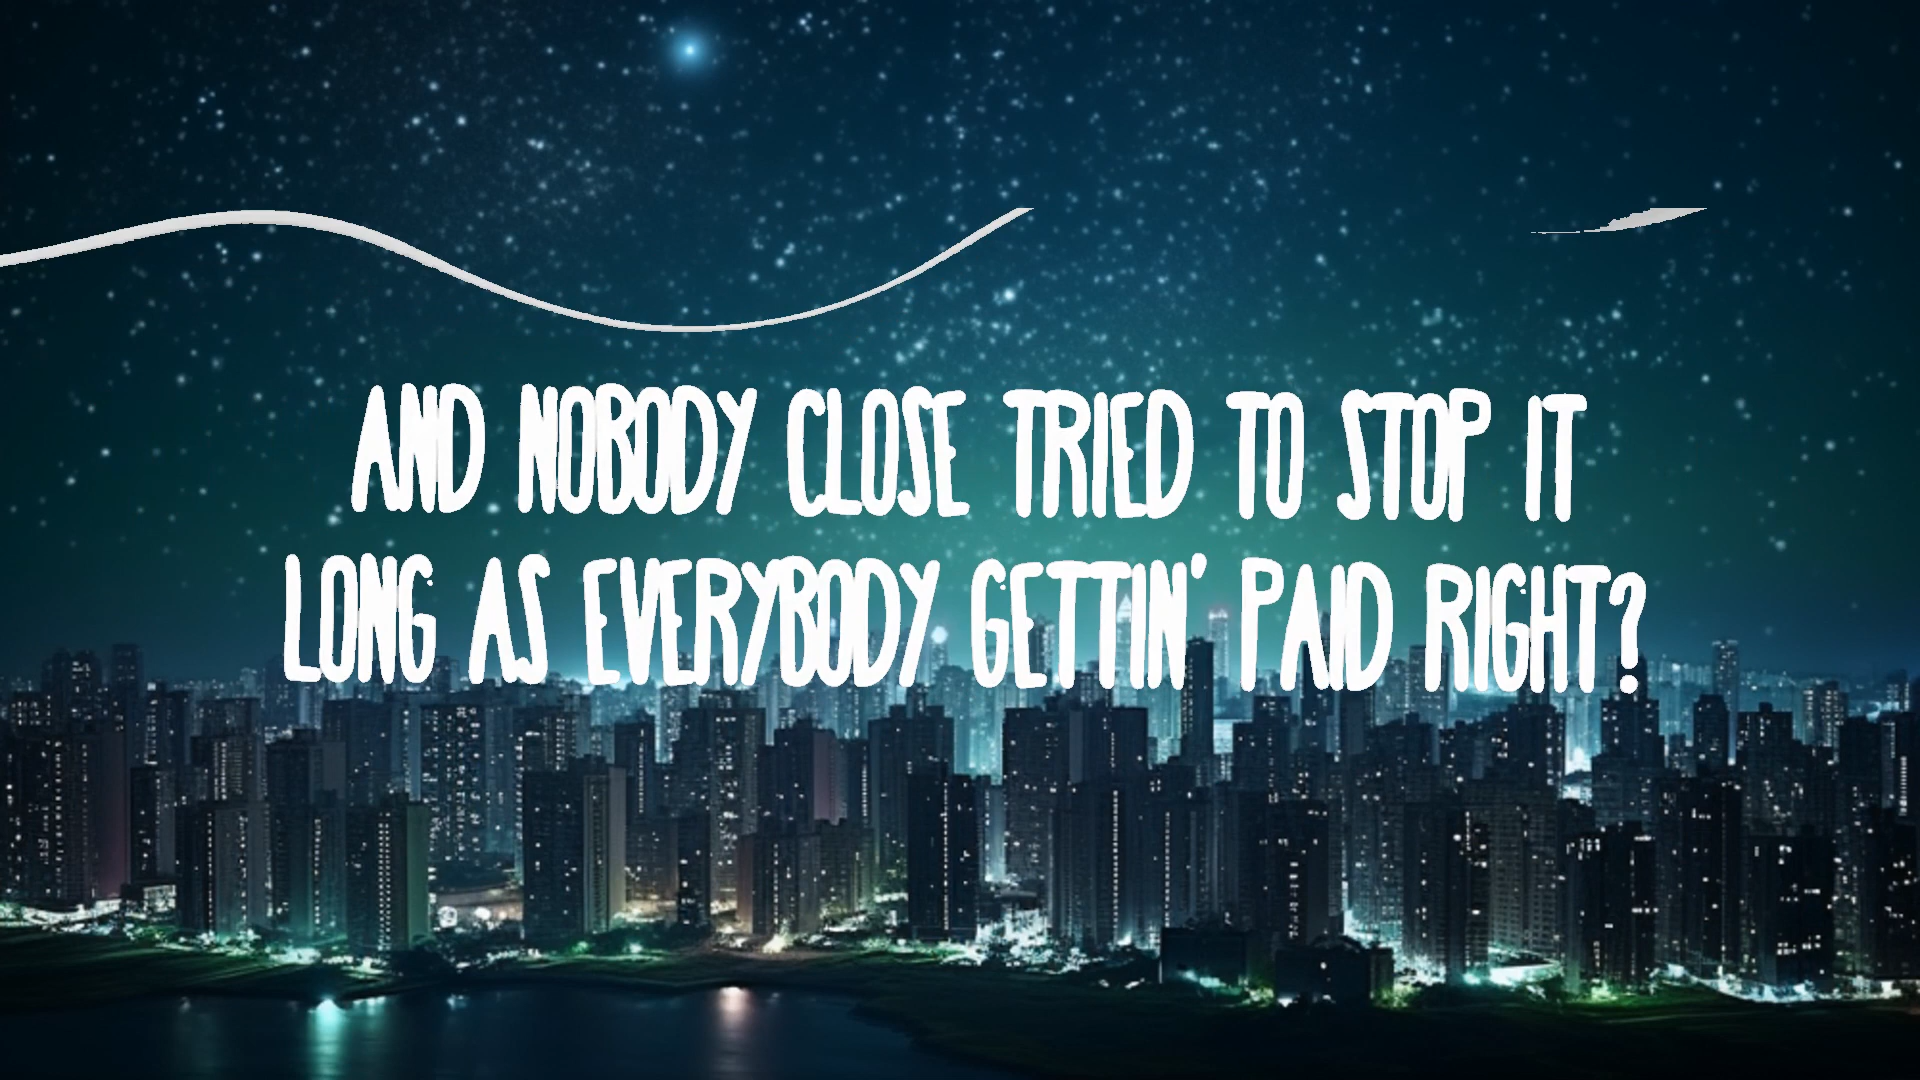 AND NOBODY CLOSE TRIED TO STOP IT
LONG AS EVERYBODY GETTIN' PAID RIGHT?